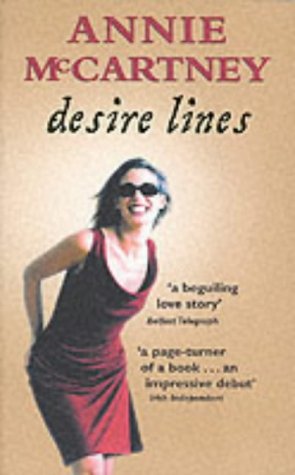 ANNIE
McCARTNEY
desire lines
'a beguiling
love story'
Belfast Telegraph
'a page-turner
of a book ... an
impressive debut'
Irish Independent